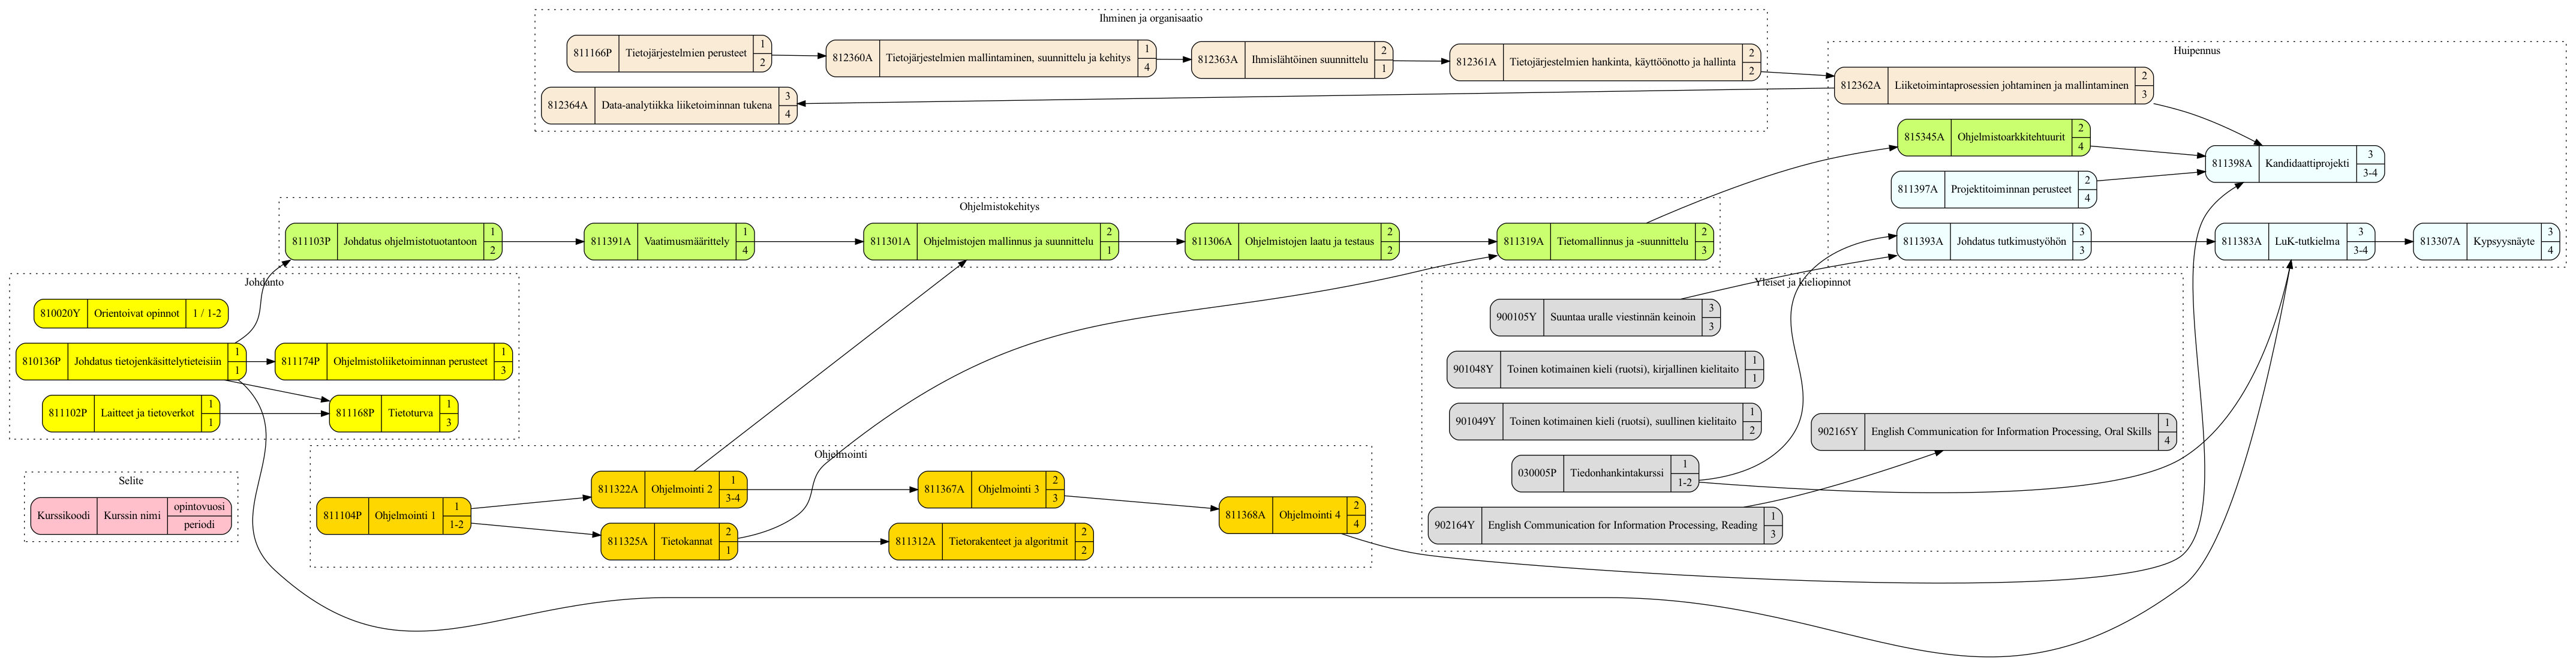 Ihminen ja organisaatio
811166P Tietojärjestelmien perusteet 1 2
812360A Tietojärjestelmien mallintaminen, suunnittelu ja kehitys 1 4
812363A Ihmislähtöinen suunnittelu 2 1
812361A Tietojärjestelmien hankinta, käyttöönotto ja hallinta 2 2
812364A Data-analytiikka liiketoiminnan tukena 3 4
Huipennus
812362A Liiketoimintaprosessien johtaminen ja mallintaminen 2 3
815345A Ohjelmistoarkkitehtuurit 2 4
811398A Kandidaattiprojekti 3 3-4
811397A Projektitoiminnan perusteet 2 4
811393A Johdatus tutkimustyöhön 3 3
811383A LuK-tutkielma 3 3-4
813307A Kypsyysnäyte 3 4
Ohjelmistokehitys
811103P Johdatus ohjelmistotuotantoon 1 2
811391A Vaatimusmäärittely 1 4
811301A Ohjelmistojen mallinnus ja suunnittelu 2 1
811306A Ohjelmistojen laatu ja testaus 2 2
811319A Tietomallinnus ja -suunnittelu 2 3
Johdanto
810020Y Orientoivat opinnot 1 / 1-2
810136P Johdatus tietojenkäsittelytieteisiin 1 1
811174P Ohjelmistoliiketoiminnan perusteet 1 3
811102P Laitteet ja tietoverkot 1 1
811168P Tietoturva 1 3
Yleiset ja kieliopinnot
900105Y Suuntaa uralle viestinnän keinoin 3 3
901048Y Toinen kotimainen kieli (ruotsi), kirjallinen kielitaito 1 1
901049Y Toinen kotimainen kieli (ruotsi), suullinen kielitaito 1 2
902165Y English Communication for Information Processing, Oral Skills 1 4
030005P Tiedonhankintakurssi 1 1-2
902164Y English Communication for Information Processing, Reading 1 3
Ohjelmointi
811104P Ohjelmointi 1 1 1-2
811322A Ohjelmointi 2 1 3-4
811367A Ohjelmointi 3 2 3
811368A Ohjelmointi 4 2 4
811325A Tietokannat 2 1
811312A Tietorakenteet ja algoritmit 2 2
Selite
Kurssikoodi Kurssin nimi opintovuosi periodi